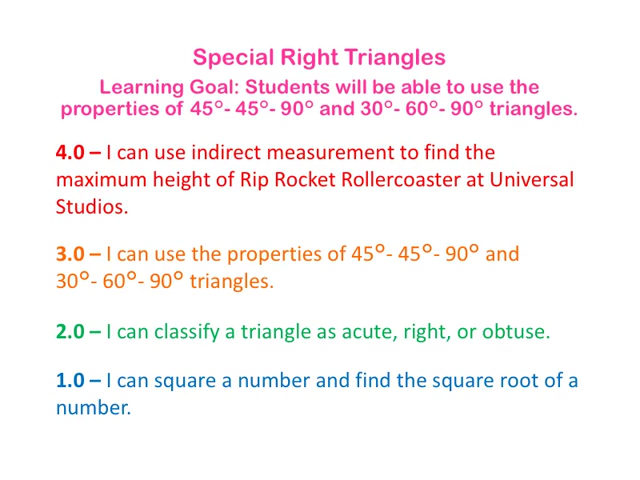 Special Right Triangles
Learning Goal: Students will be able to use the
properties of 45°- 45°- 90° and 30°- 60°- 90° triangles.
4.0 – I can use indirect measurement to find the
maximum height of Rip Rocket Rollercoaster at Universal
Studios.
3.0 – I can use the properties of 45°- 45°- 90° and
30°- 60°- 90° triangles.
2.0 – I can classify a triangle as acute, right, or obtuse.
1.0 – I can square a number and find the square root of a
number.